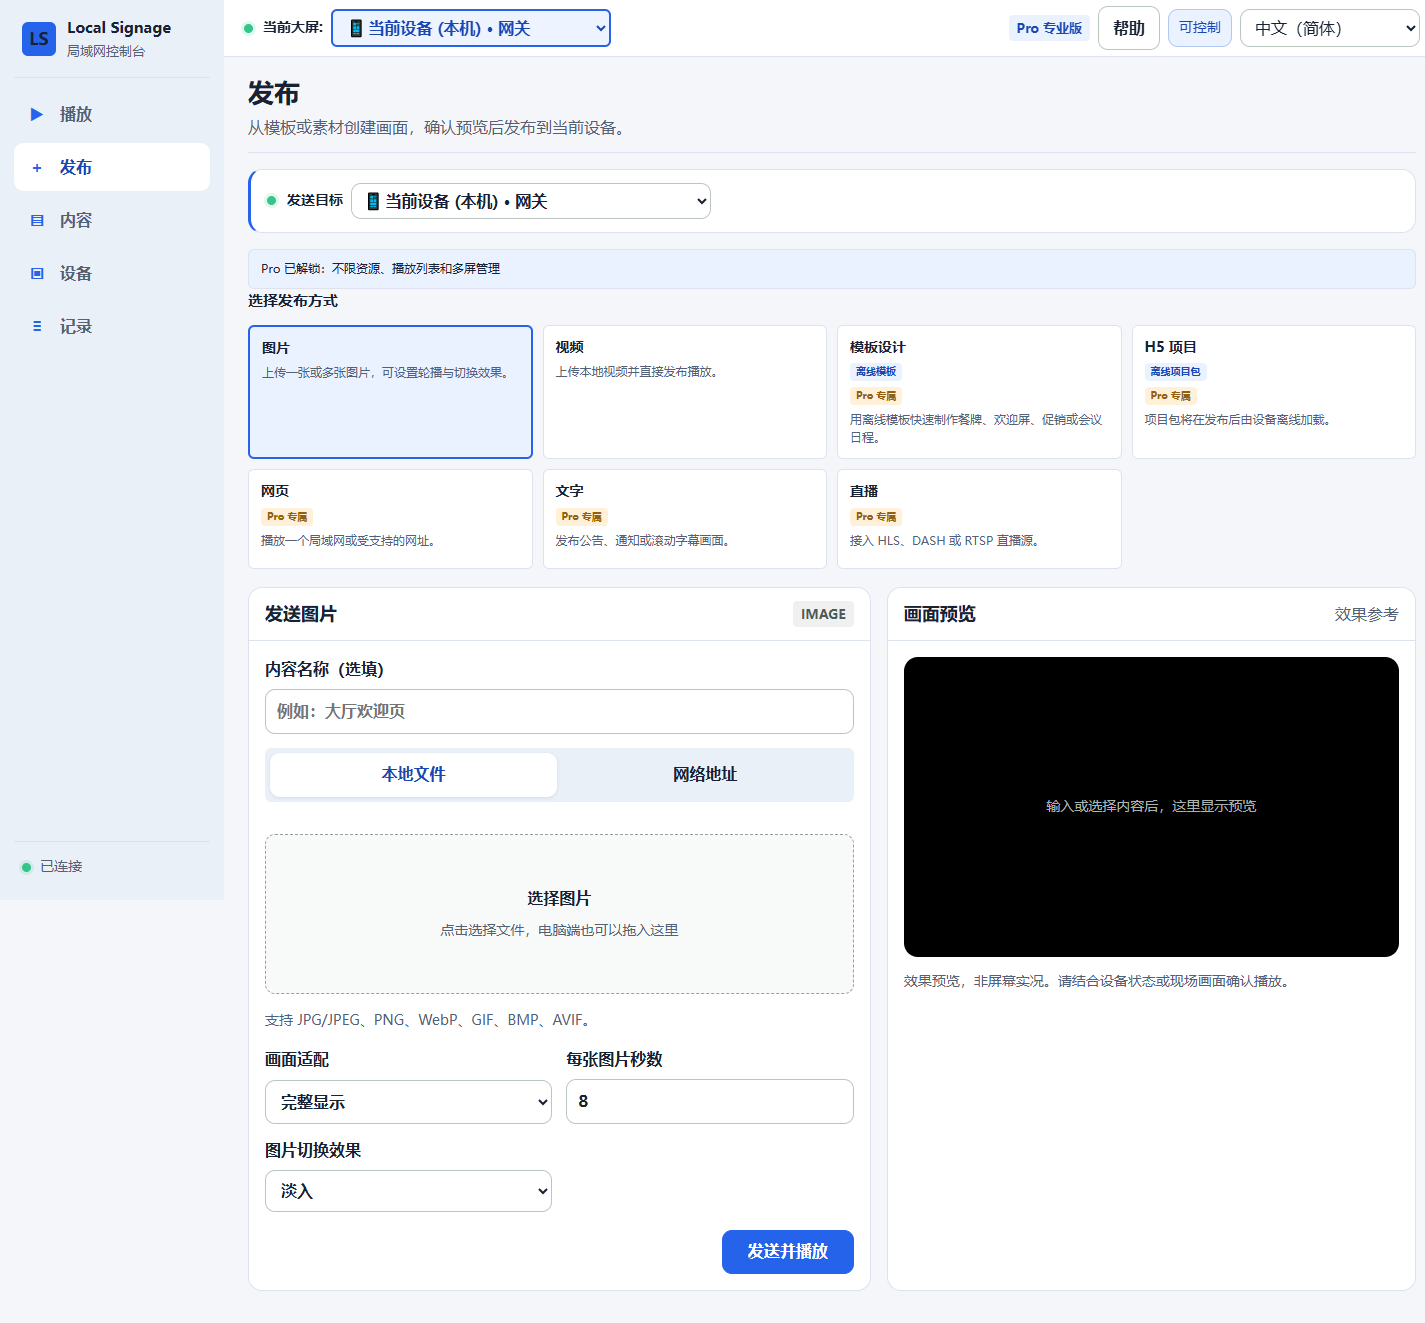 LS
Local Signage
局域网控制台
播放
发布
内容
设备
记录
已连接
当前大屏:
当前设备 (本机) • 网关
Pro 专业版
帮助
可控制
中文（简体）
发布
从模板或素材创建画面，确认预览后发布到当前设备。
发送目标
当前设备 (本机) • 网关
Pro 已解锁：不限资源、播放列表和多屏管理
选择发布方式
图片
上传一张或多张图片，可设置轮播与切换效果。
视频
上传本地视频并直接发布播放。
模板设计
离线模板
Pro 专属
用离线模板快速制作餐牌、欢迎屏、促销或会议
日程。
H5 项目
离线项目包
Pro 专属
项目包将在发布后由设备离线加载。
网页
Pro 专属
播放一个局域网或受支持的网址。
文字
Pro 专属
发布公告、通知或滚动字幕画面。
直播
Pro 专属
接入 HLS、DASH 或 RTSP 直播源。
发送图片
IMAGE
内容名称（选填）
例如：大厅欢迎页
本地文件
网络地址
选择图片
点击选择文件，电脑端也可以拖入这里
支持 JPG/JPEG、PNG、WebP、GIF、BMP、AVIF。
画面适配
每张图片秒数
完整显示
8
图片切换效果
淡入
发送并播放
画面预览
效果参考
输入或选择内容后，这里显示预览
效果预览，非屏幕实况。请结合设备状态或现场画面确认播放。